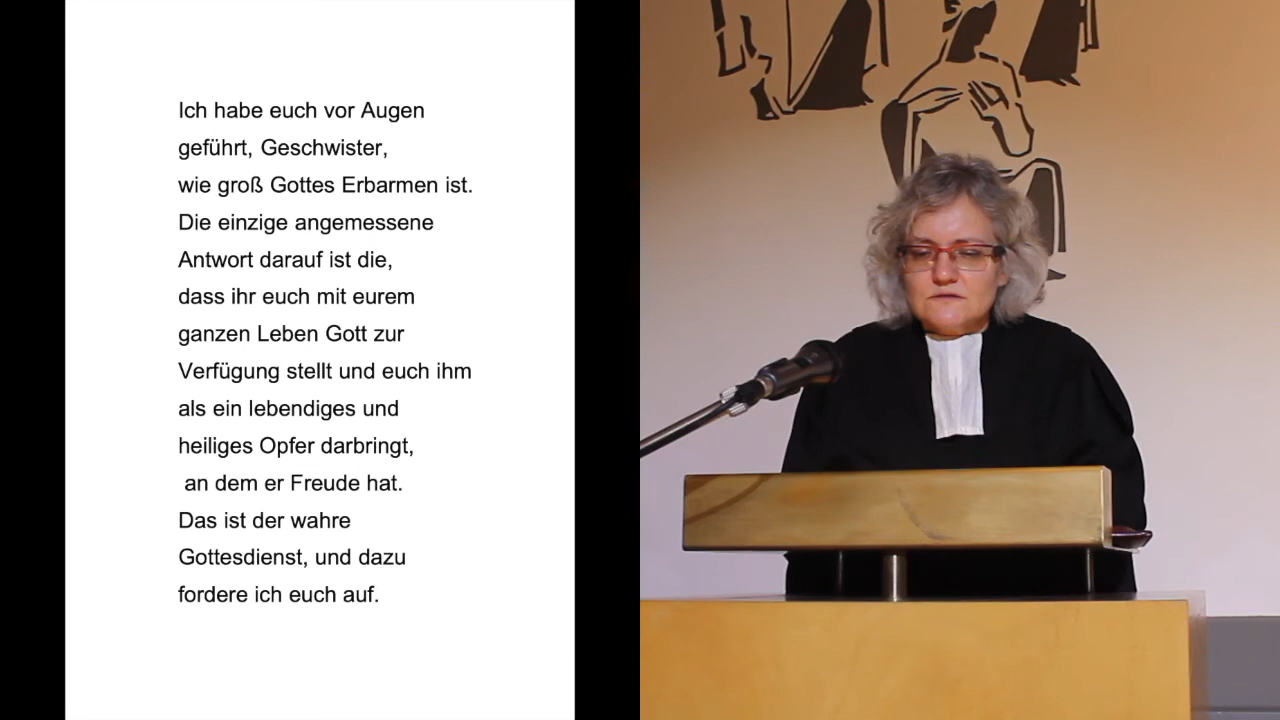 Ich habe euch vor Augen
geführt, Geschwister,
wie groß Gottes Erbarmen ist.
Die einzige angemessene
Antwort darauf ist die,
dass ihr euch mit eurem
ganzen Leben Gott zur
Verfügung stellt und euch ihm
als ein lebendiges und
heiliges Opfer darbringt,
an dem er Freude hat.
Das ist der wahre
Gottesdienst, und dazu
fordere ich euch auf.